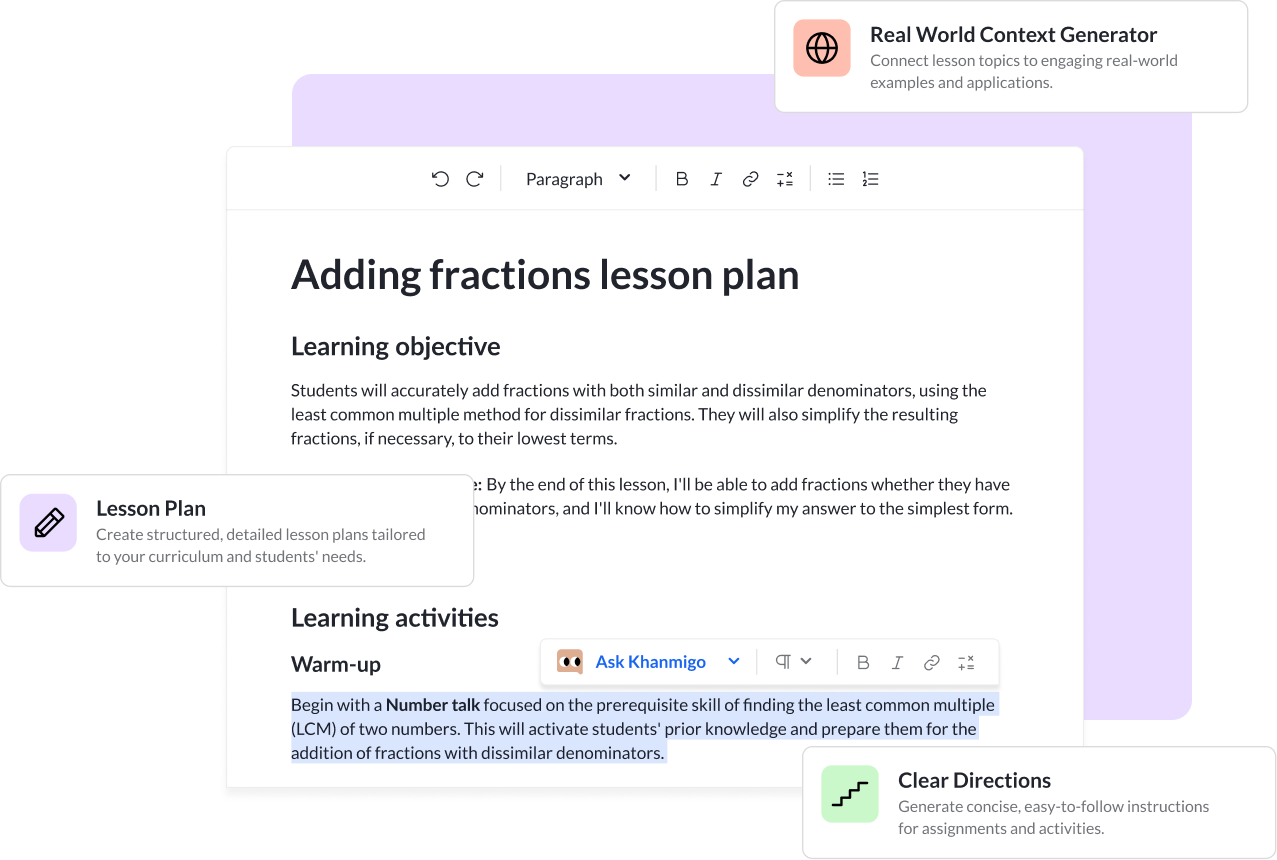 Real World Context Generator
Connect lesson topics to engaging real-world
examples and applications.
Paragraph
Adding fractions lesson plan
Learning objective
Students will accurately add fractions with both similar and dissimilar denominators, using the
least common multiple method for dissimilar fractions. They will also simplify the resulting
fractions, if necessary, to their lowest terms.
By the end of this lesson, I'll be able to add fractions whether they have
and I'll know how to simplify my answer to the simplest form.
Lesson Plan
Create structured, detailed lesson plans tailored
to your curriculum and students' needs.
Learning activities
Warm-up
Ask Khanmigo
Begin with a Number talk focused on the prerequisite skill of finding the least common multiple
(LCM) of two numbers. This will activate students' prior knowledge and prepare them for the
addition of fractions with dissimilar denominators.
Clear Directions
Generate concise, easy-to-follow instructions
for assignments and activities.